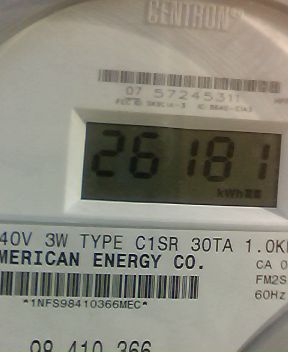 CENTRON®
07 57245311
26181
kWh
40V 3W TYPE C1SR 30TA 1.0K
MERICAN ENERGY CO.
CA 0
FM2S
60Hz
*1NFS98410366MEC*
98 410 366